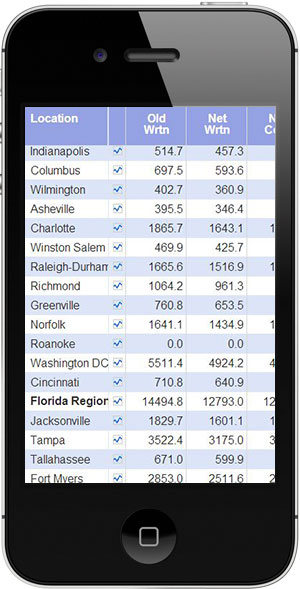 Location Old Net N
Wrtn Wrtn Co
Indianapolis 514.7 457.3
Columbus 697.5 593.6
Wilmington 402.7 360.9
Asheville 395.5 346.4
Charlotte 1865.7 1643.1 1
Winston Salem 469.9 425.7
Raleigh-Durham 1665.6 1516.9 1
Richmond 1064.2 961.3
Greenville 760.8 653.5
Norfolk 1641.1 1434.9 1
Roanoke 0.0 0.0
Washington DC 5511.4 4924.2 4
Cincinnati 710.8 640.9
Florida Region 14494.8 12793.0 12
Jacksonville 1829.7 1601.1 1
Tampa 3522.4 3175.0 3
Tallahassee 671.0 599.9
Fort Myers 2853.0 2511.6 2